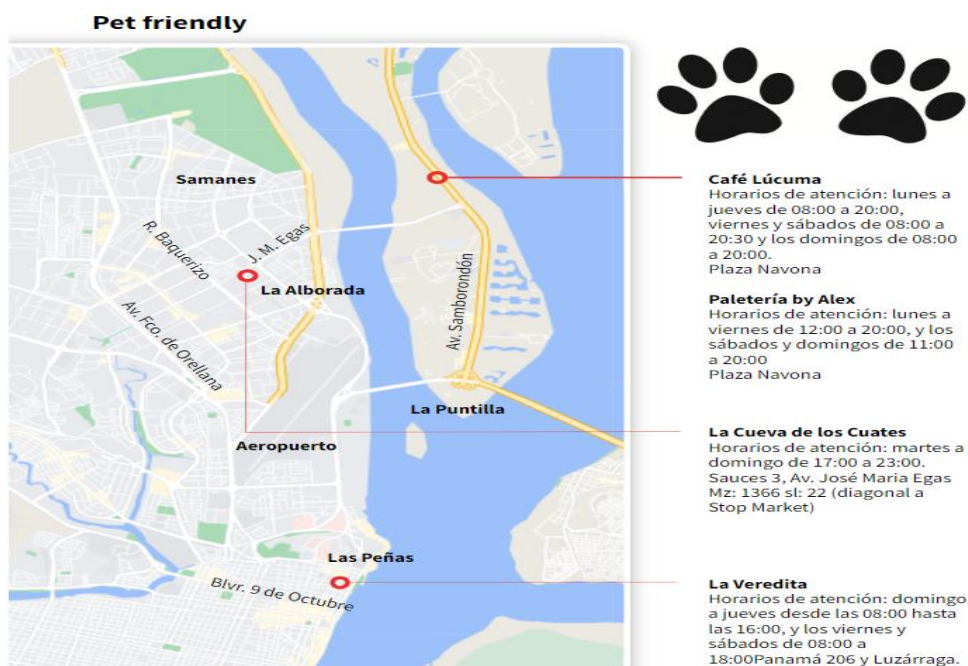 Pet friendly
Samanes
R. Baquerizo
J. M. Egas
La Alborada
Av. Fco. de Orellana
Av. Samborondón
La Puntilla
Aeropuerto
Las Peñas
Blvr. 9 de Octubre
Café Lúcuma
Horarios de atención: lunes a
jueves de 08:00 a 20:00,
viernes y sábados de 08:00 a
20:30 y los domingos de 08:00
a 20:00.
Plaza Navona
Paletería by Alex
Horarios de atención: lunes a
viernes de 12:00 a 20:00, y los
sábados y domingos de 11:00
a 20:00
Plaza Navona
La Cueva de los Cuates
Horarios de atención: martes a
domingo de 17:00 a 23:00.
Sauces 3, Av. José Maria Egas
Mz: 1366 sl: 22 (diagonal a
Stop Market)
La Veredita
Horarios de atención: domingo
a jueves desde las 08:00 hasta
las 16:00, y los viernes y
sábados de 08:00 a
18:00Panamá 206 y Luzárraga.